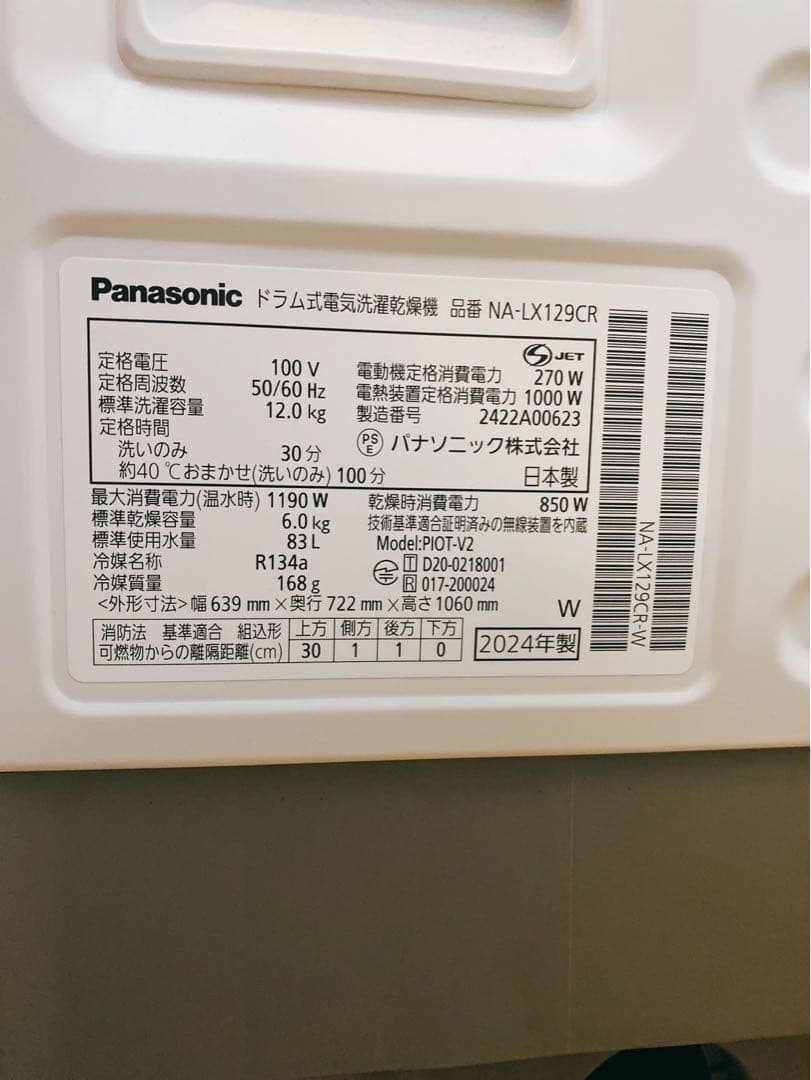 Panasonic ドラム式電気洗濯乾燥機 品番 NA-LX129CR
S JET
定格電圧 100 V
定格周波数 50/60 Hz
標準洗濯容量 12.0 kg
定格時間
洗いのみ 30分
約40 ℃おまかせ(洗いのみ) 100分
電動機定格消費電力 270 W
電熱装置定格消費電力 1000 W
製造番号 2422A00623
PSE パナソニック株式会社
日本製
最大消費電力(温水時) 1190 W
標準乾燥容量 6.0 kg
標準使用水量 83 L
冷媒名称 R134a
冷媒質量 168 g
乾燥時消費電力 850 W
技術基準適合証明済みの無線装置を内蔵
Model:PIOT-V2
T D20-0218001
R 017-200024
<外形寸法>幅 639 mm×奥行 722 mm×高さ 1060 mm
W
消防法 基準適合 組込形 上方 側方 後方 下方
可燃物からの離隔距離(cm) 30 1 1 0
2024年製
NA-LX129CR-W